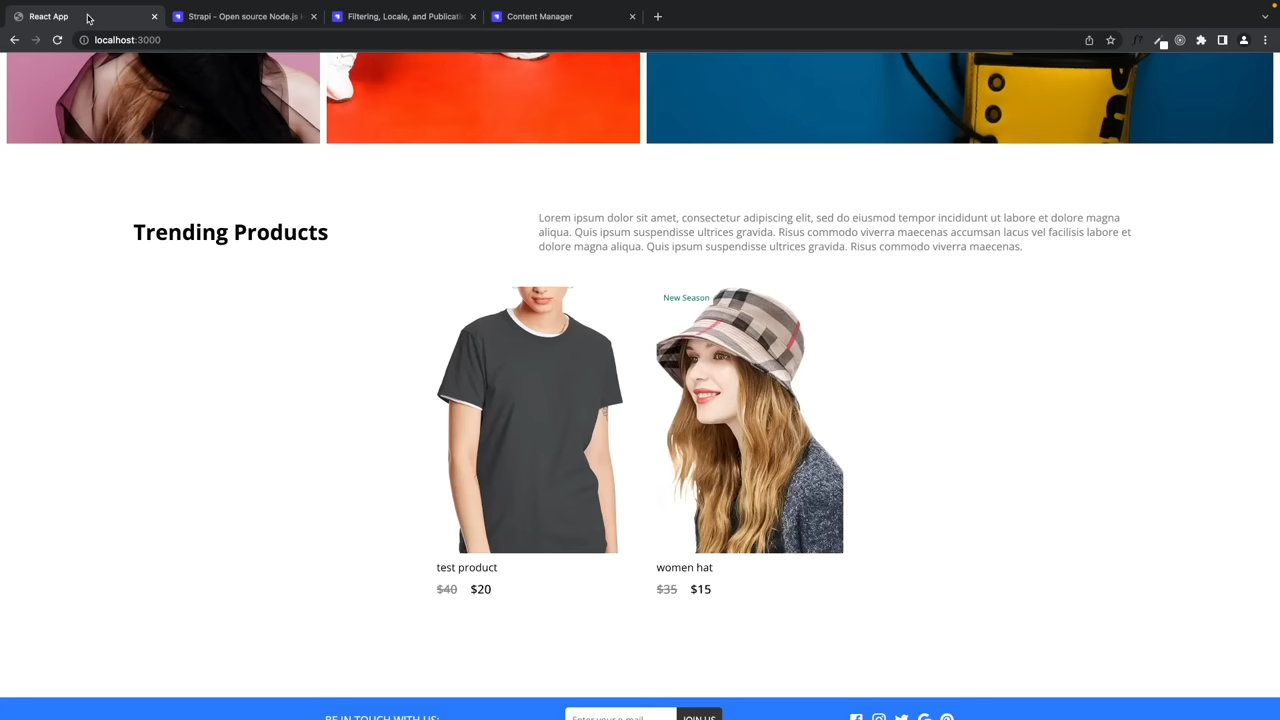 React App
Strapi - Open source Node.js H
Filtering, Locale, and Publicati
Content Manager
localhost:3000
Trending Products
Lorem ipsum dolor sit amet, consectetur adipiscing elit, sed do eiusmod tempor incididunt ut labore et dolore magna
aliqua. Quis ipsum suspendisse ultrices gravida. Risus commodo viverra maecenas accumsan lacus vel facilisis labore et
dolore magna aliqua. Quis ipsum suspendisse ultrices gravida. Risus commodo viverra maecenas.
New Season
test product
$40 $20
women hat
$35 $15
BE IN TOUCH WITH US:
Enter your e-mail
JOIN US